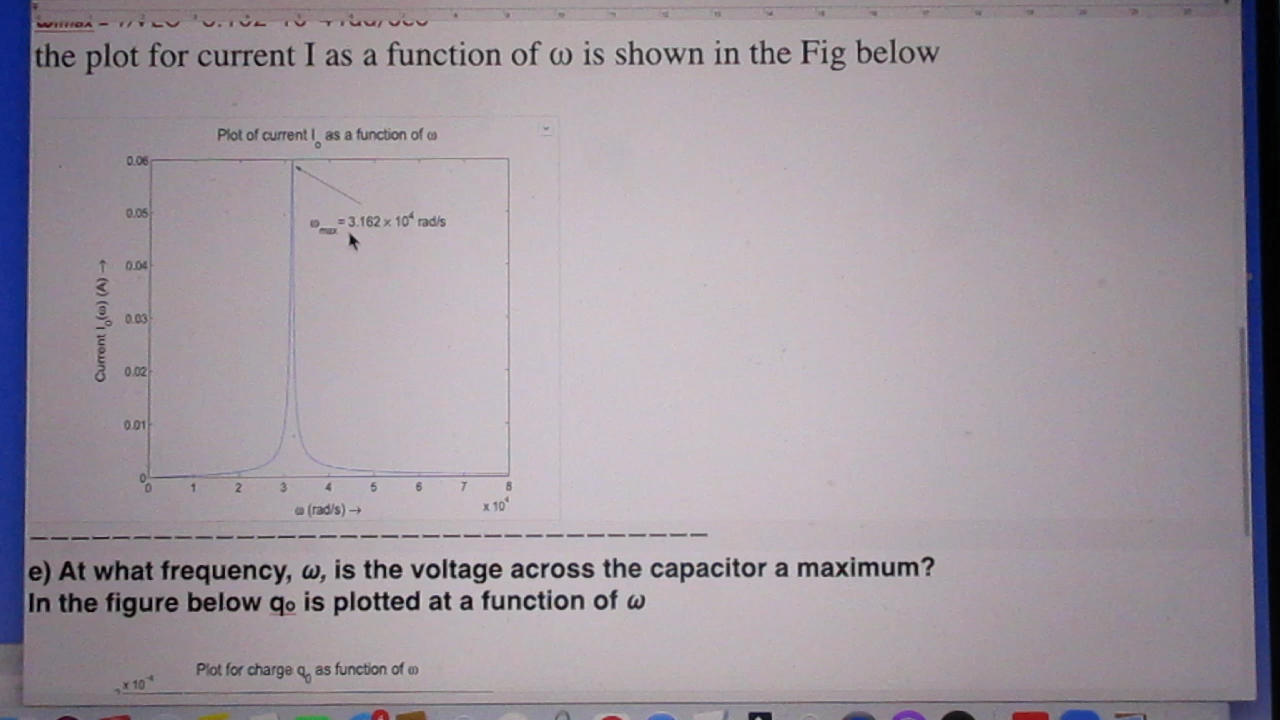 the plot for current I as a function of ω is shown in the Fig below
Plot of current I₀ as a function of ω
0.06
0.05
ω_max = 3.162 × 10⁴ rad/s
0.04
Current I₀(ω) (A) →
0.03
0.02
0.01
0
0 1 2 3 4 5 6 7 8
ω (rad/s) →
x 10⁴
e) At what frequency, ω, is the voltage across the capacitor a maximum?
In the figure below q₀ is plotted at a function of ω
Plot for charge q₀ as function of ω
x 10⁻⁴